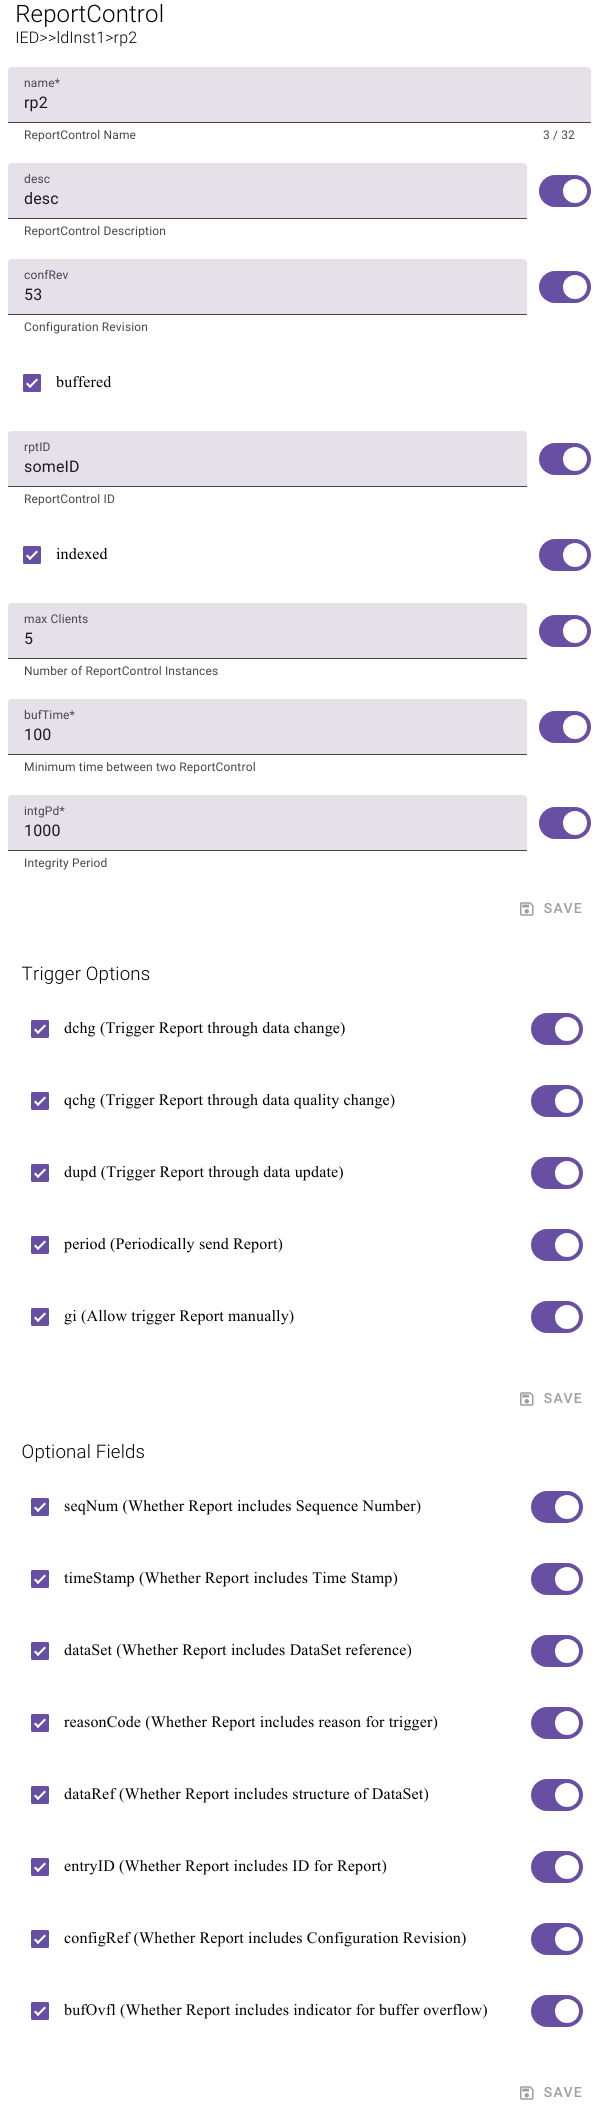 ReportControl
IED>>ldInst1>rp2
name*
rp2
ReportControl Name 3 / 32
desc
desc
ReportControl Description
confRev
53
Configuration Revision
buffered
rptID
someID
ReportControl ID
indexed
max Clients
5
Number of ReportControl Instances
bufTime*
100
Minimum time between two ReportControl
intgPd*
1000
Integrity Period
SAVE
Trigger Options
dchg (Trigger Report through data change)
qchg (Trigger Report through data quality change)
dupd (Trigger Report through data update)
period (Periodically send Report)
gi (Allow trigger Report manually)
SAVE
Optional Fields
seqNum (Whether Report includes Sequence Number)
timeStamp (Whether Report includes Time Stamp)
dataSet (Whether Report includes DataSet reference)
reasonCode (Whether Report includes reason for trigger)
dataRef (Whether Report includes structure of DataSet)
entryID (Whether Report includes ID for Report)
configRef (Whether Report includes Configuration Revision)
bufOvfl (Whether Report includes indicator for buffer overflow)
SAVE